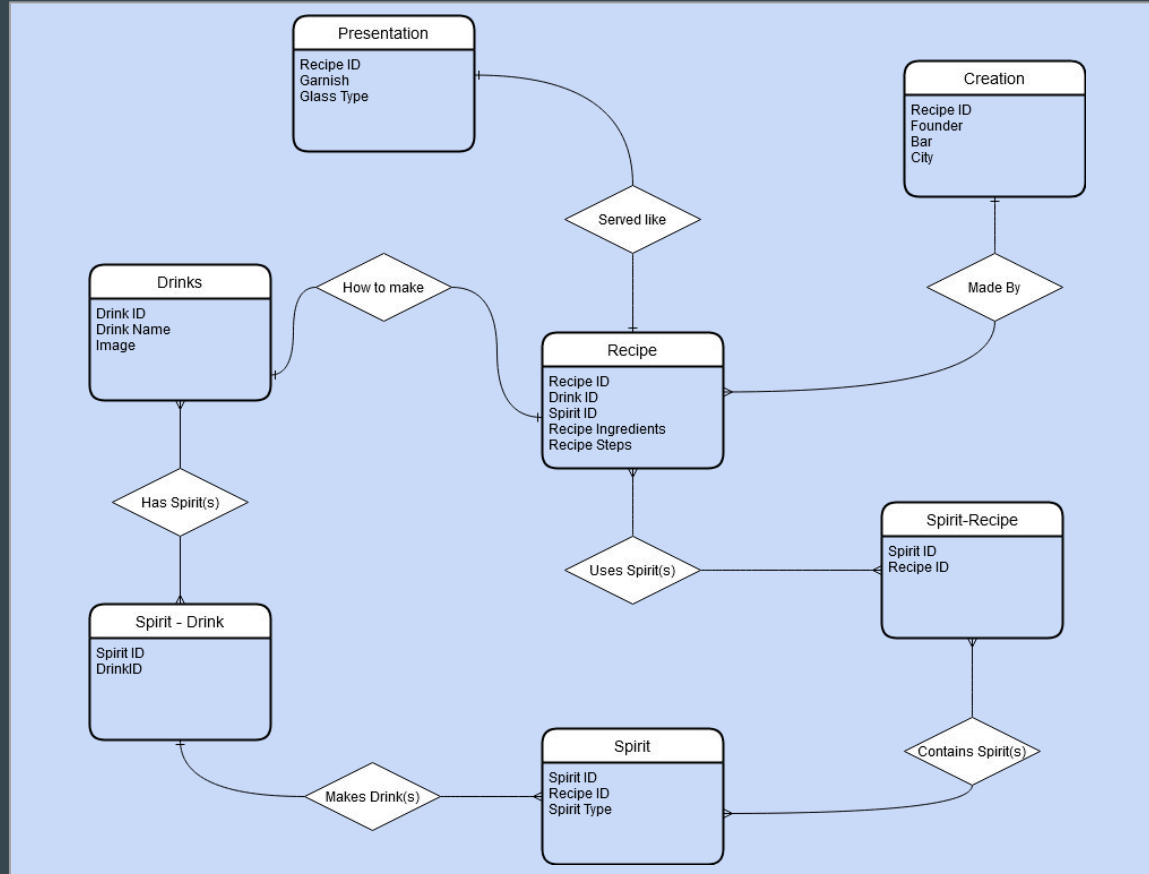 Presentation
Recipe ID
Garnish
Glass Type
Creation
Recipe ID
Founder
Bar
City
Served like
Made By
Drinks
Drink ID
Drink Name
Image
How to make
Recipe
Recipe ID
Drink ID
Spirit ID
Recipe Ingredients
Recipe Steps
Has Spirit(s)
Uses Spirit(s)
Spirit-Recipe
Spirit ID
Recipe ID
Spirit - Drink
Spirit ID
DrinkID
Makes Drink(s)
Spirit
Spirit ID
Recipe ID
Spirit Type
Contains Spirit(s)